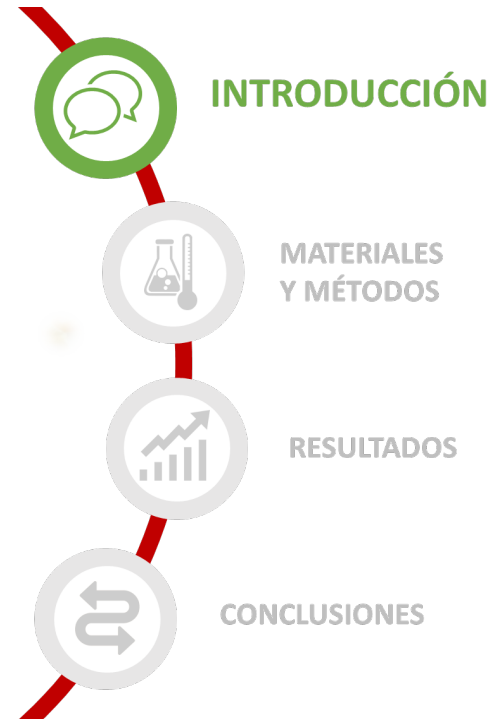 INTRODUCCIÓN
MATERIALES
Y MÉTODOS
RESULTADOS
CONCLUSIONES